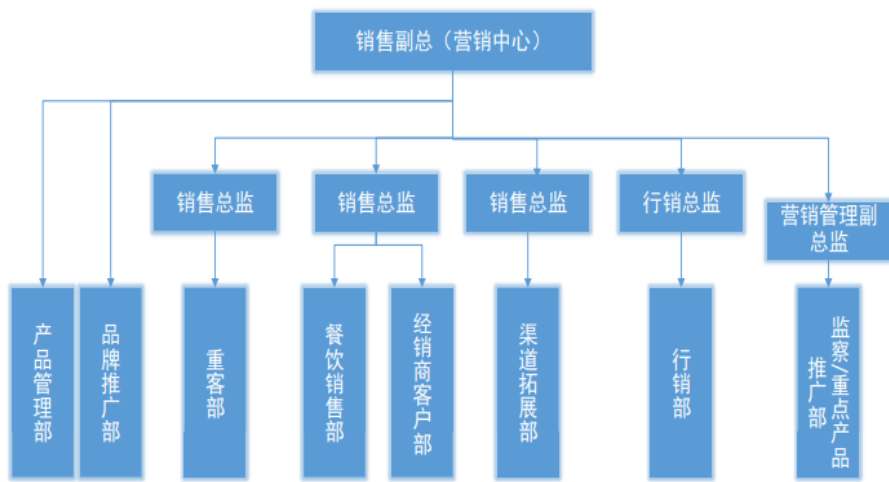 销售副总（营销中心）
销售总监
销售总监
销售总监
行销总监
营销管理副
总监
产品管理部
品牌推广部
重客部
餐饮销售部
经销商客户部
渠道拓展部
行销部
监察/重点产品
推广部